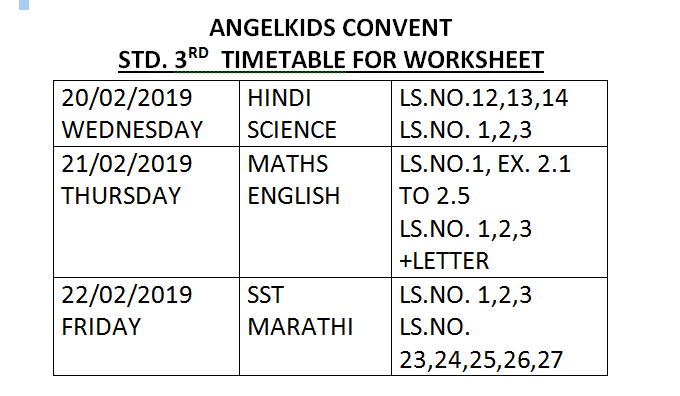 ANGELKIDS CONVENT
STD. 3RD TIMETABLE FOR WORKSHEET
20/02/2019 HINDI LS.NO.12,13,14
WEDNESDAY SCIENCE LS.NO. 1,2,3
21/02/2019 MATHS LS.NO.1, EX. 2.1
THURSDAY ENGLISH TO 2.5
LS.NO. 1,2,3
+LETTER
22/02/2019 SST LS.NO. 1,2,3
FRIDAY MARATHI LS.NO.
23,24,25,26,27